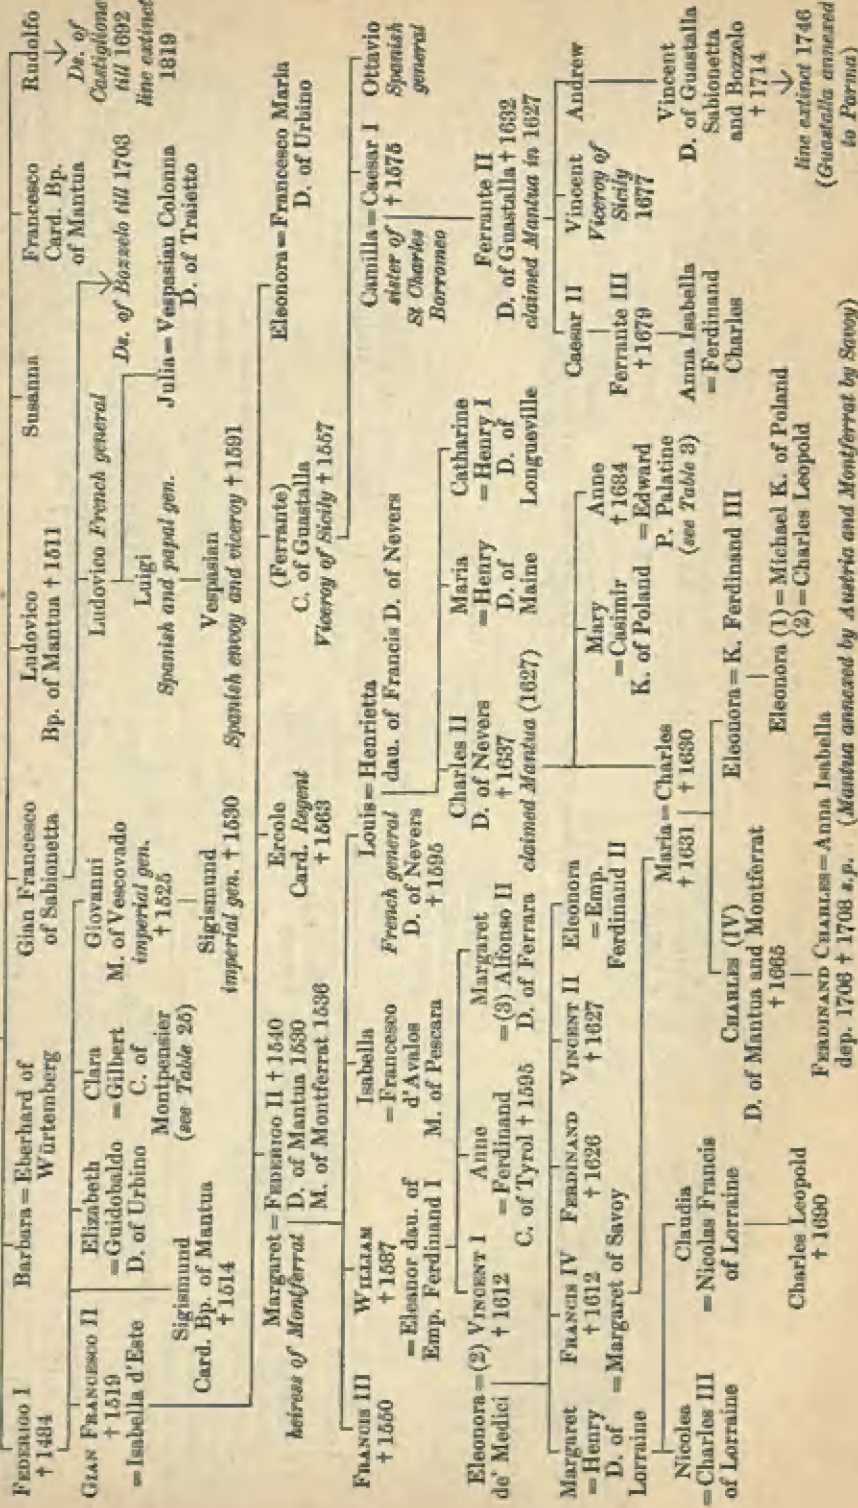 FEDERIGO I
† 1484
Barbara = Eberhard of
Würtemberg
Gian Francesco
of Sabionetta
Ludovico
Bp. of Mantua † 1511
Susanna
Francesco
Card. Bp.
of Mantua
Rudolfo
Ds. of
Castiglione
till 1692
line extinct
1819
GIAN FRANCESCO II
† 1519
= Isabella d'Este
Elizabeth
= Guidobaldo
D. of Urbino
Clara
= Gilbert
C. of
Montpensier
(see Table 25)
Giovanni
M. of Vescovado
imperial gen.
† 1525
Ludovico French general
Ds. of Bozzelo till 1703
Sigismund
Card. Bp. of Mantua
† 1514
Sigismund
imperial gen. † 1530
Luigi
Spanish and papal gen.
Julia = Vespasian Colonna
D. of Traietto
Vespasian
Spanish envoy and viceroy † 1591
Margaret = FEDERIGO II † 1540
heiress of Montferrat
D. of Mantua 1530
M. of Montferrat 1536
Ercole
Card. Regent
† 1563
(Ferrante)
C. of Guastalla
Viceroy of Sicily † 1557
Eleonora = Francesco Maria
D. of Urbino
FRANCIS III
† 1550
WILLIAM
† 1587
= Eleanor dau. of
Emp. Ferdinand I
Isabella
= Francesco
d'Avalos
M. of Pescara
Louis = Henrietta
French general
D. of Nevers
† 1595
dau. of Francis D. of Nevers
Camilla = Caesar I
sister of
St Charles
Borromeo
† 1575
Ottavio
Spanish
general
Eleonora = (2) VINCENT I
de' Medici
† 1612
Anne
= Ferdinand
C. of Tyrol † 1595
Margaret
= (3) Alfonso II
D. of Ferrara
Charles II
D. of Nevers
† 1637
claimed Mantua (1627)
Maria
= Henry
D. of
Maine
Catharine
= Henry I
D. of
Longueville
Ferrante II
D. of Guastalla † 1632
claimed Mantua in 1627
Margaret
= Henry
D. of
Lorraine
FRANCIS IV
† 1612
= Margaret of Savoy
FERDINAND
† 1626
VINCENT II
† 1627
Eleonora
= Emp.
Ferdinand II
Mary
= Casimir
K. of Poland
Anne
† 1684
= Edward
P. Palatine
(see Table 3)
Caesar II
Vincent
Viceroy of
Sicily
1677
Andrew
Nicolea
= Charles III
of Lorraine
Claudia
= Nicolas Francis
of Lorraine
Maria = Charles
† 1631
† 1630
Ferrante III
† 1679
Vincent
D. of Guastalla
Sabionetta
and Bozzelo
† 1714
Charles Leopold
† 1690
CHARLES (IV)
D. of Mantua and Montferrat
† 1665
Eleonora = K. Ferdinand III
Anna Isabella
= Ferdinand
Charles
line extinct 1746
(Guastalla annexed
to Parma)
Eleonora (1) = Michael K. of Poland
(2) = Charles Leopold
FERDINAND CHARLES = Anna Isabella
dep. 1706 † 1708 s.p. (Mantua annexed by Austria and Montferrat by Savoy)